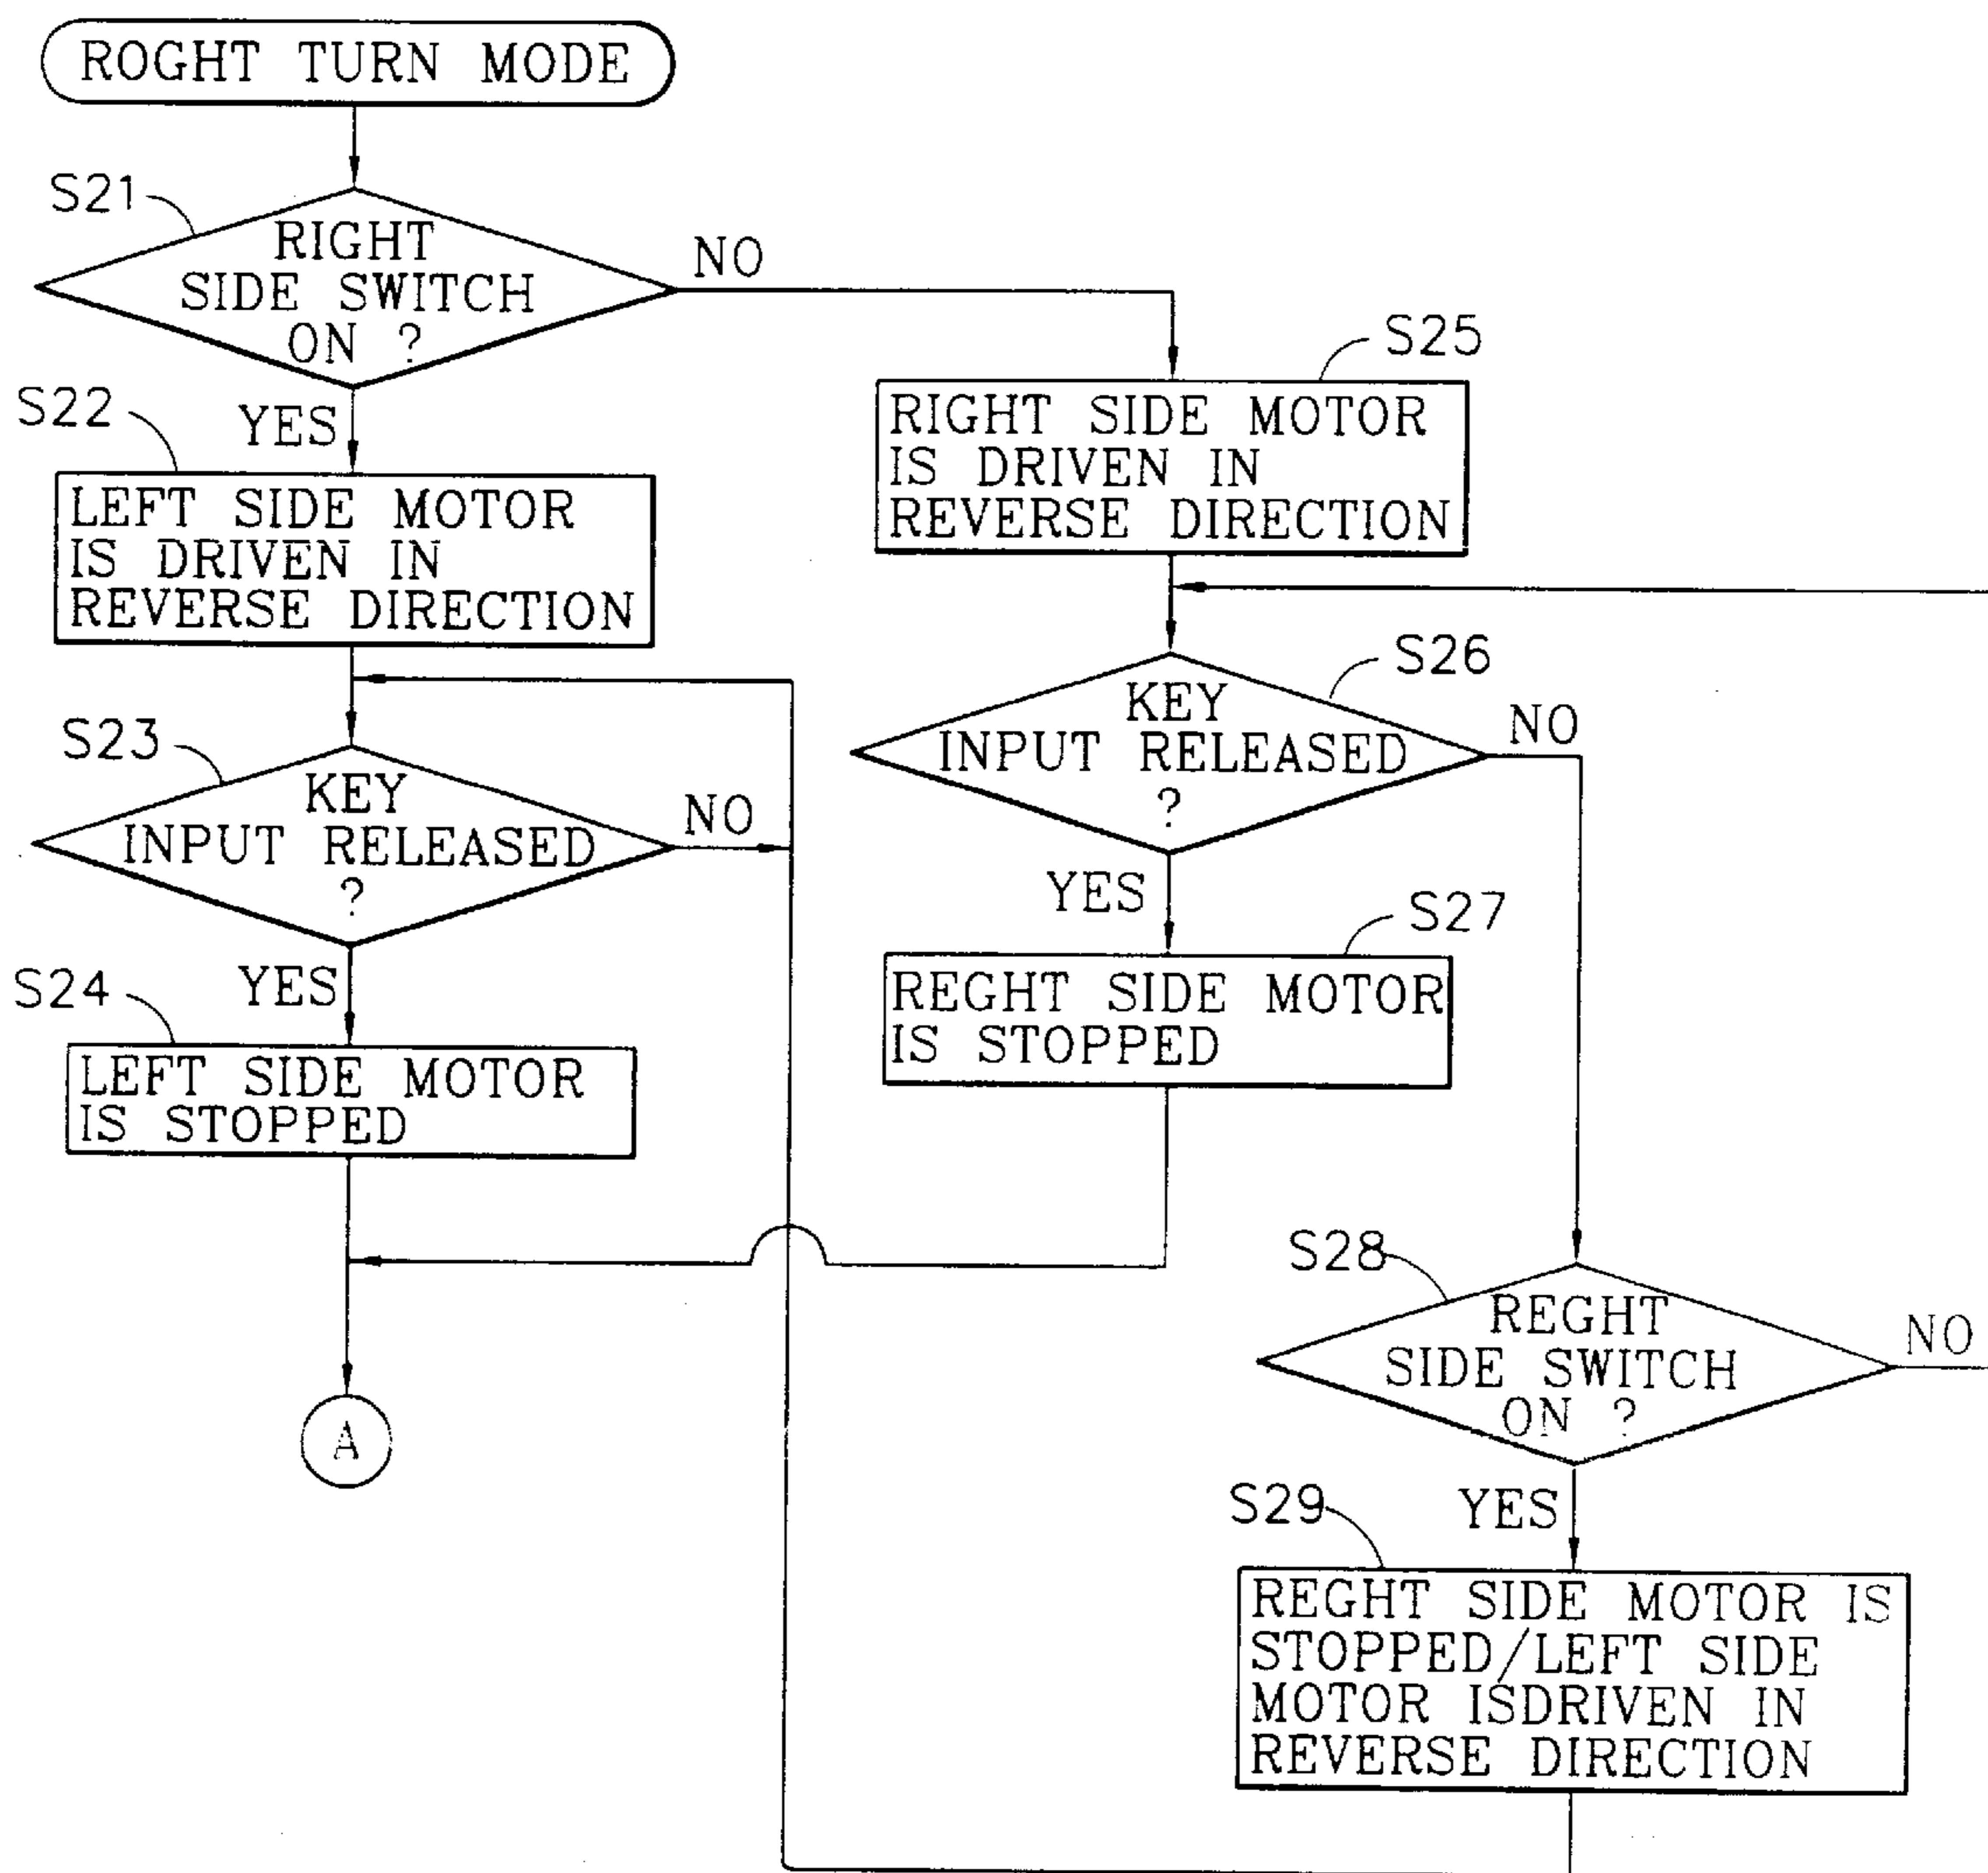 ROGHT TURN MODE
S21
RIGHT
SIDE SWITCH
ON ?
NO
YES
S22
LEFT SIDE MOTOR
IS DRIVEN IN
REVERSE DIRECTION
S23
KEY
INPUT RELEASED
?
NO
YES
S24
LEFT SIDE MOTOR
IS STOPPED
A
S25
RIGHT SIDE MOTOR
IS DRIVEN IN
REVERSE DIRECTION
S26
KEY
INPUT RELEASED
?
NO
YES
S27
REGHT SIDE MOTOR
IS STOPPED
S28
REGHT
SIDE SWITCH
ON ?
NO
YES
S29
REGHT SIDE MOTOR IS
STOPPED/LEFT SIDE
MOTOR ISDRIVEN IN
REVERSE DIRECTION